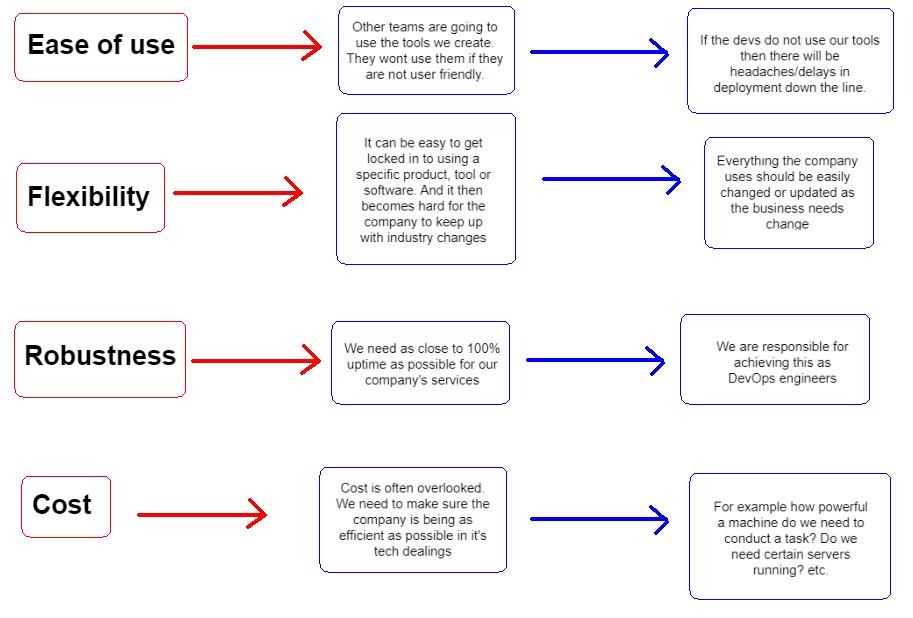 Ease of use
Other teams are going to
use the tools we create.
They wont use them if they
are not user friendly.
If the devs do not use our tools
then there will be
headaches/delays in
deployment down the line.
Flexibility
It can be easy to get
locked in to using a
specific product, tool or
software. And it then
becomes hard for the
company to keep up
with industry changes
Everything the company
uses should be easily
changed or updated as
the business needs
change
Robustness
We need as close to 100%
uptime as possible for our
company's services
We are responsible for
achieving this as
DevOps engineers
Cost
Cost is often overlooked.
We need to make sure the
company is being as
efficient as possible in it's
tech dealings
For example how powerful
a machine do we need to
conduct a task? Do we
need certain servers
running? etc.